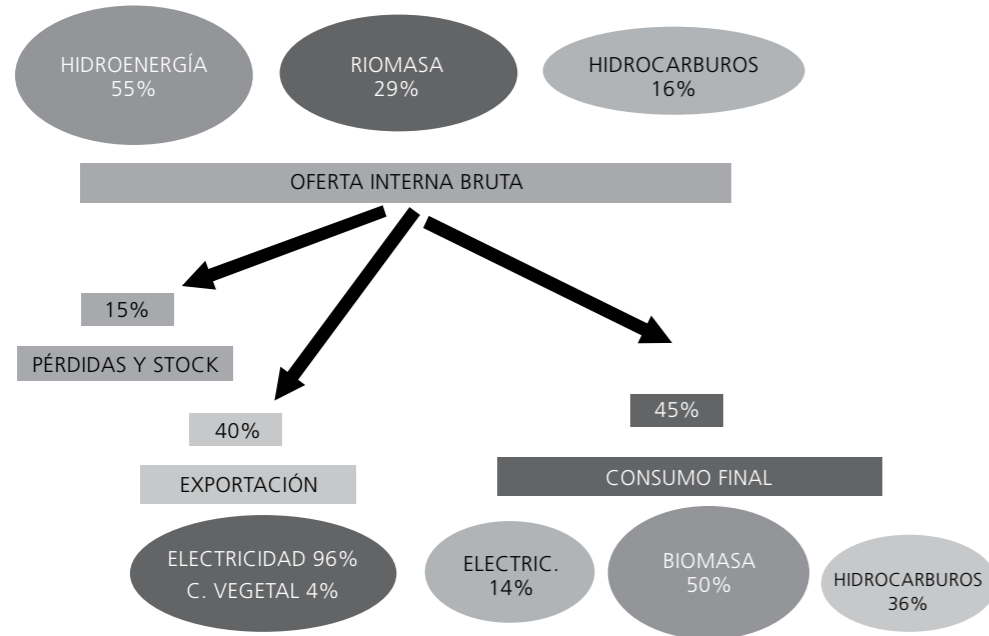 HIDROENERGÍA
55%
RIOMASA
29%
HIDROCARBUROS
16%
OFERTA INTERNA BRUTA
15%
PÉRDIDAS Y STOCK
40%
EXPORTACIÓN
45%
CONSUMO FINAL
ELECTRICIDAD 96%
C. VEGETAL 4%
ELECTRIC.
14%
BIOMASA
50%
HIDROCARBUROS
36%